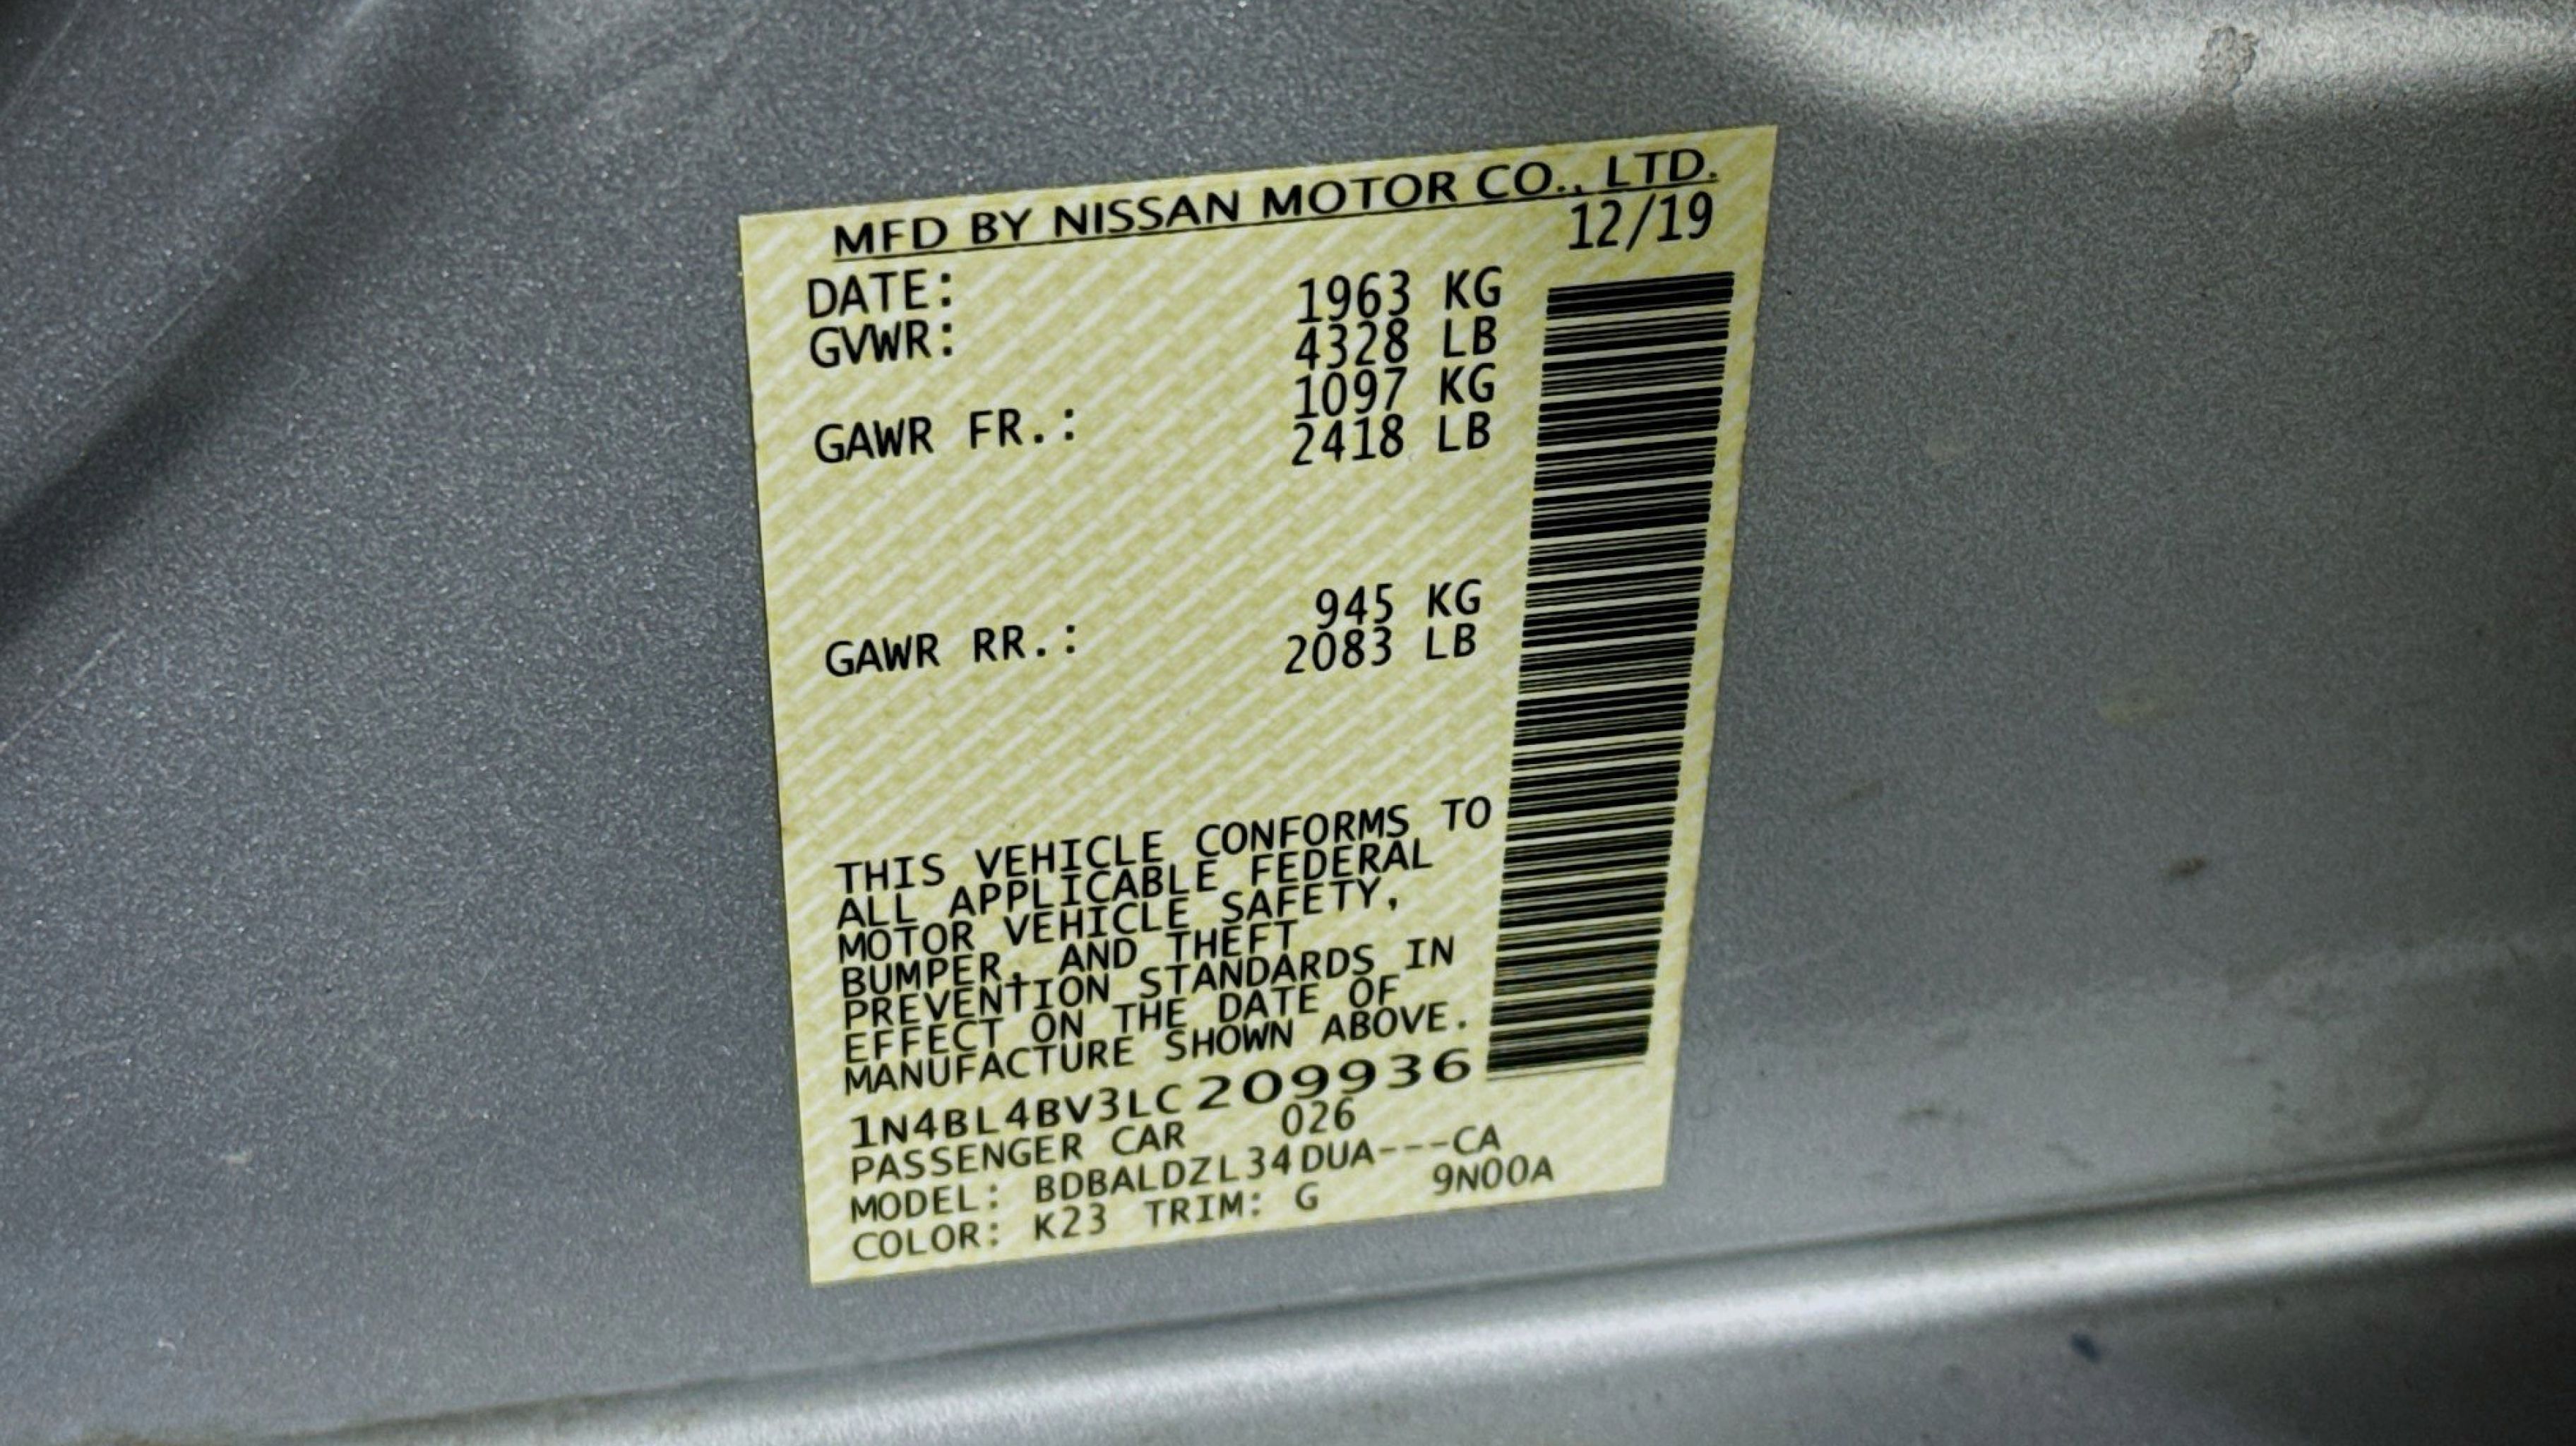 MFD BY NISSAN MOTOR CO., LTD.
DATE: 12/19
GVWR: 1963 KG
4328 LB
GAWR FR.: 1097 KG
2418 LB
GAWR RR.: 945 KG
2083 LB
THIS VEHICLE CONFORMS TO
ALL APPLICABLE FEDERAL
MOTOR VEHICLE SAFETY,
BUMPER, AND THEFT
PREVENTION STANDARDS IN
EFFECT ON THE DATE OF
MANUFACTURE SHOWN ABOVE.
1N4BL4BV3LC209936
PASSENGER CAR 026
MODEL: BDBALDZL34DUA---CA
COLOR: K23 TRIM: G 9N00A